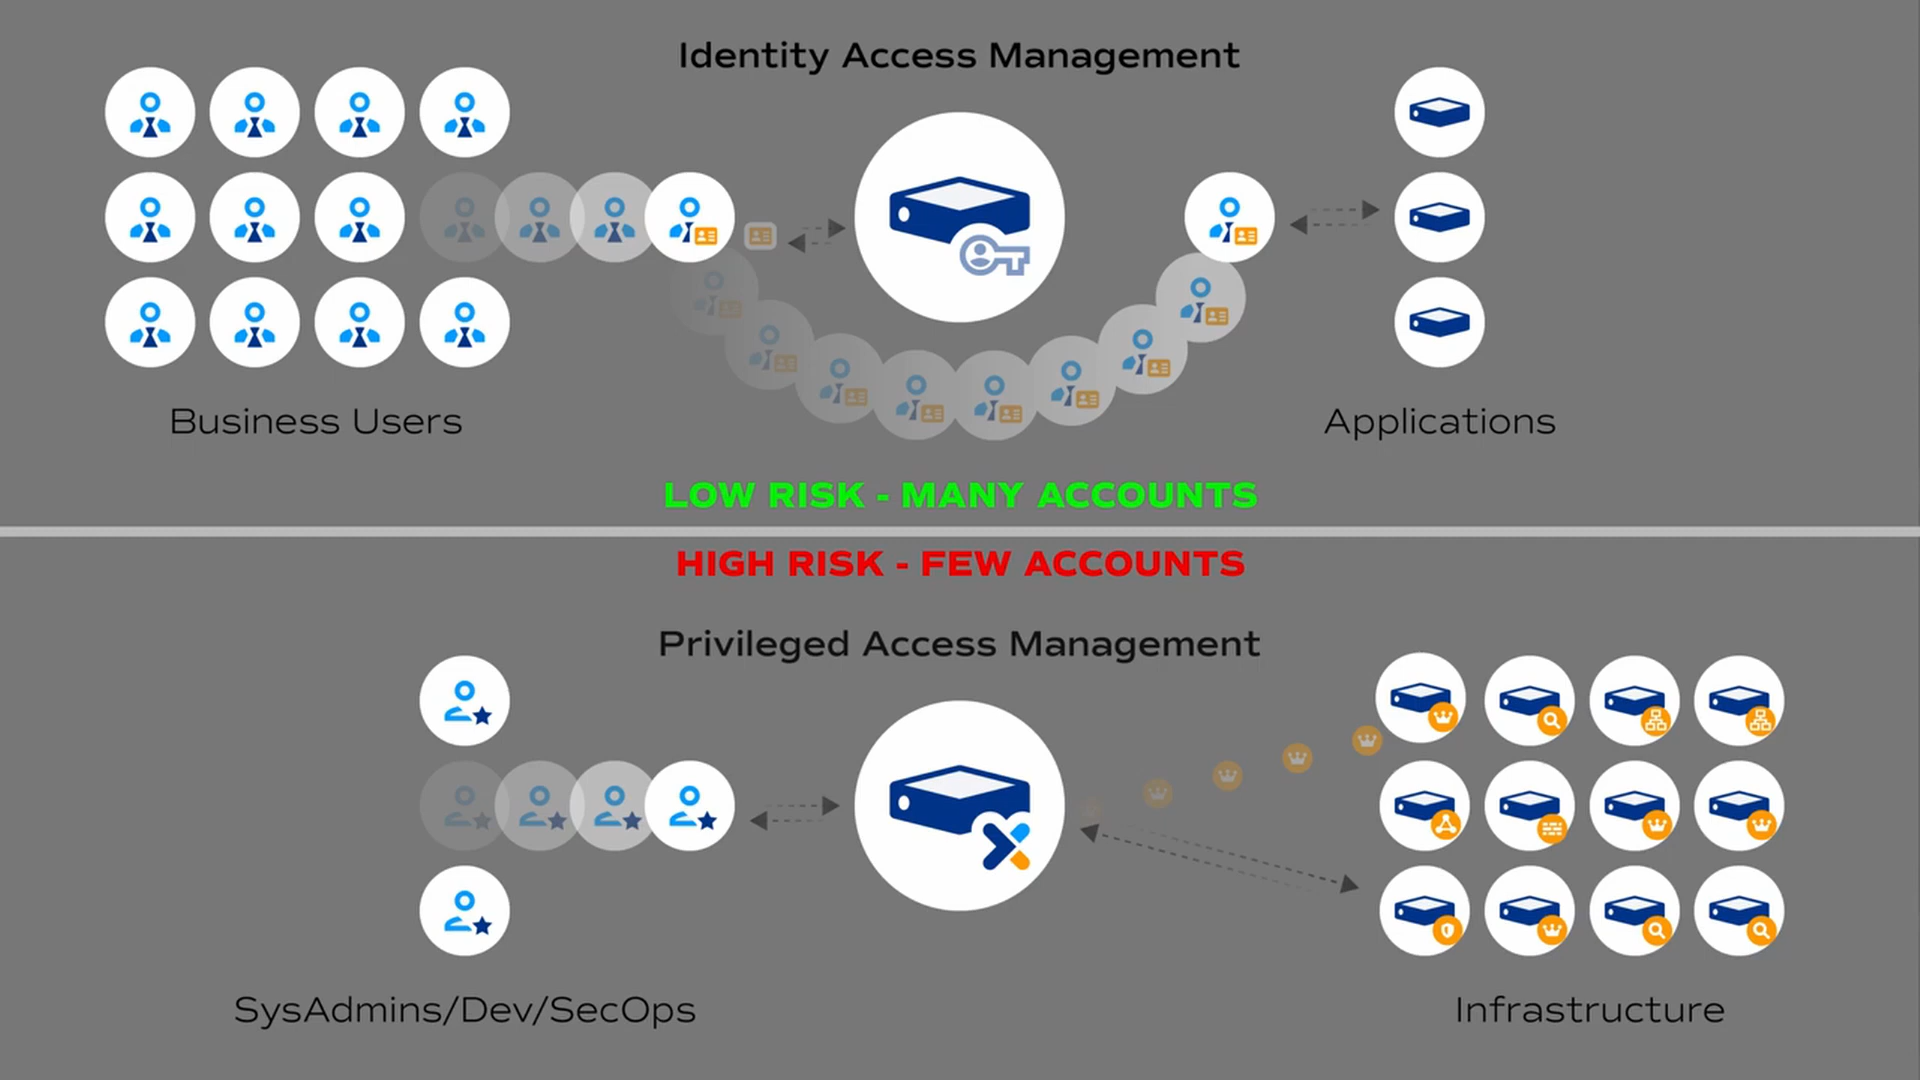 Identity Access Management
Business Users
Applications
LOW RISK - MANY ACCOUNTS
HIGH RISK - FEW ACCOUNTS
Privileged Access Management
SysAdmins/Dev/SecOps
Infrastructure